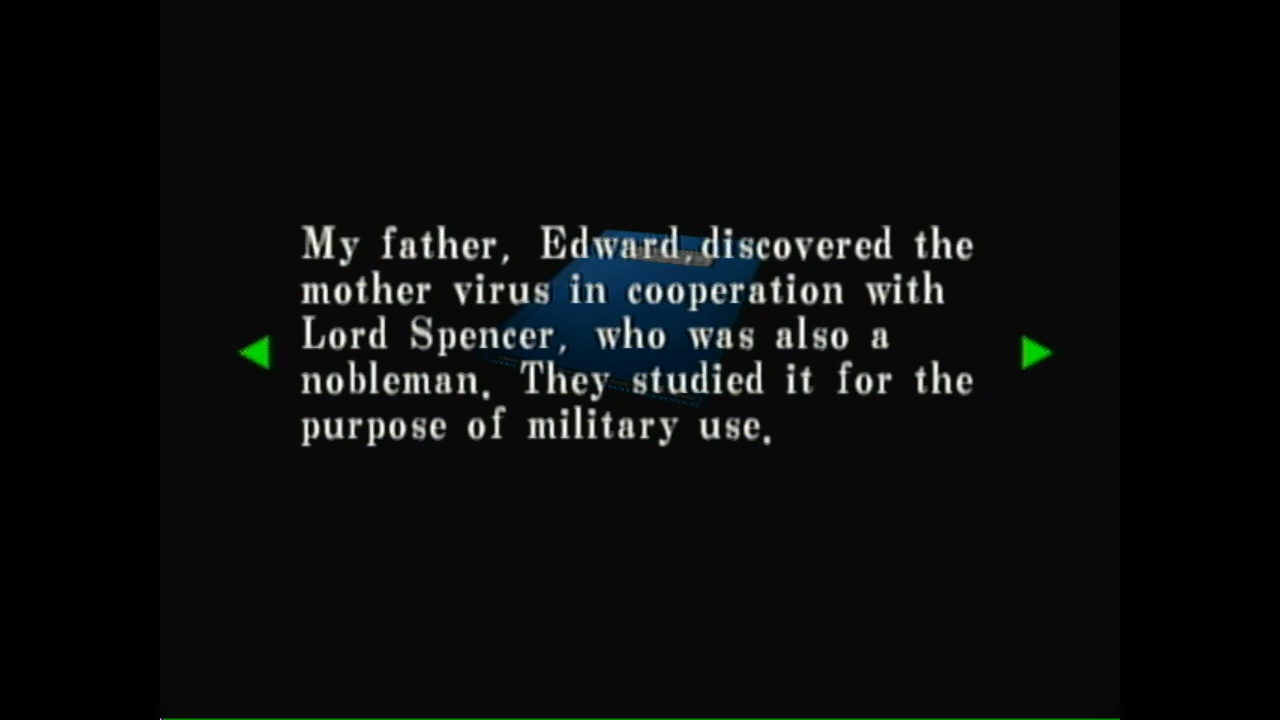 My father, Edward,discovered the
mother virus in cooperation with
Lord Spencer, who was also a
nobleman. They studied it for the
purpose of military use.